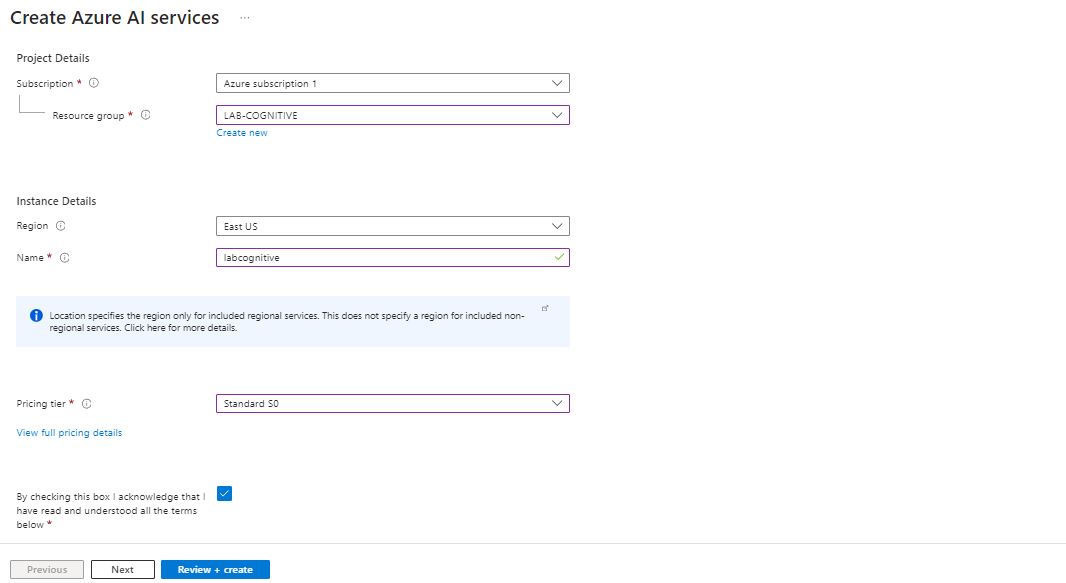 Create Azure AI services ...
Project Details
Subscription *
Azure subscription 1
Resource group *
LAB-COGNITIVE
Create new
Instance Details
Region
East US
Name *
labcognitive
Location specifies the region only for included regional services. This does not specify a region for included non-
regional services. Click here for more details.
Pricing tier *
Standard S0
View full pricing details
By checking this box I acknowledge that I
have read and understood all the terms
below *
Previous
Next
Review + create